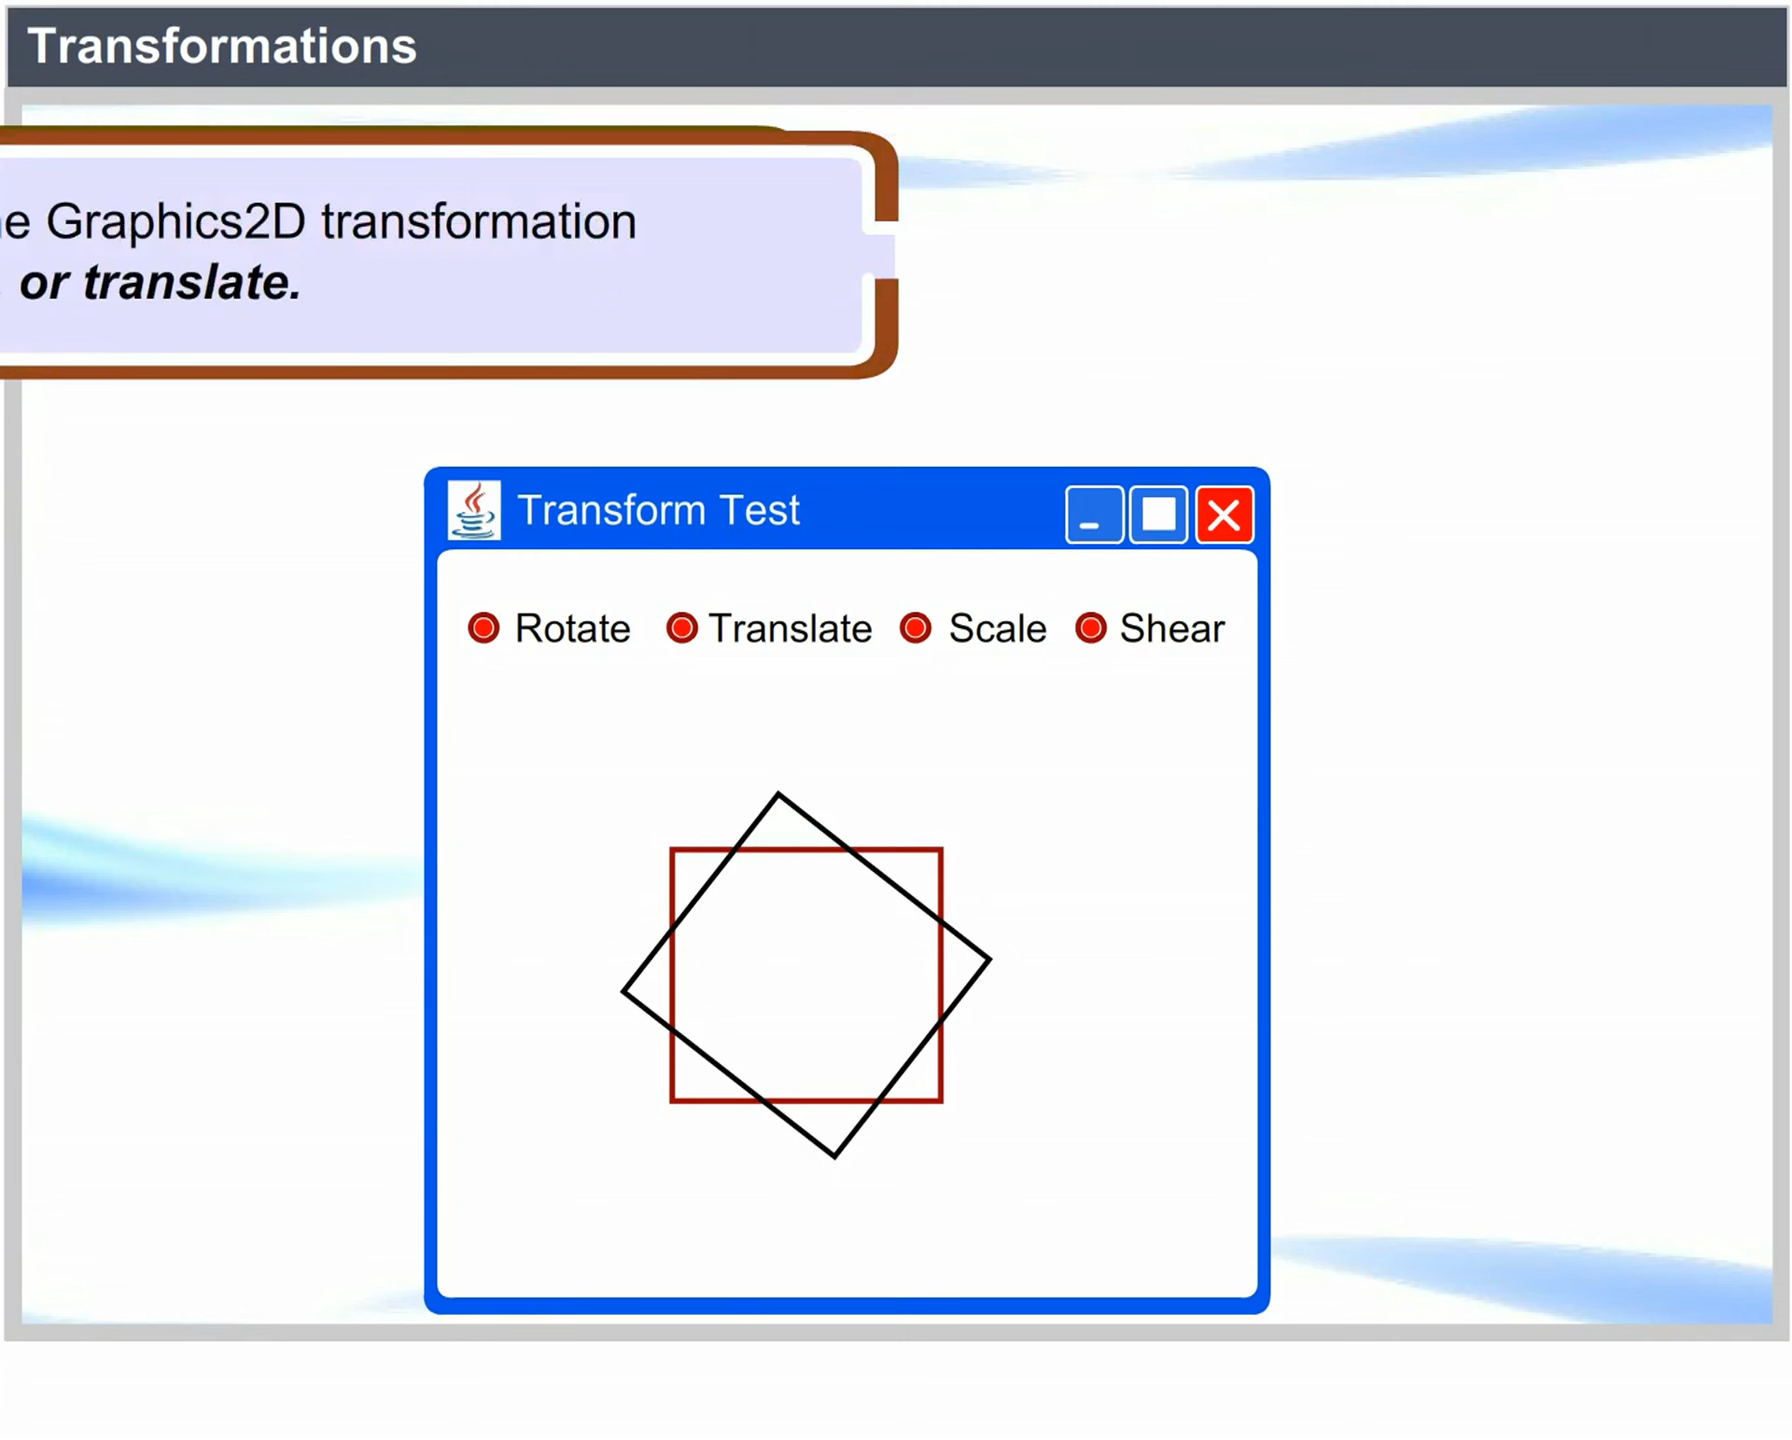 Transformations
e Graphics2D transformation
or translate.
Transform Test
Rotate Translate Scale Shear